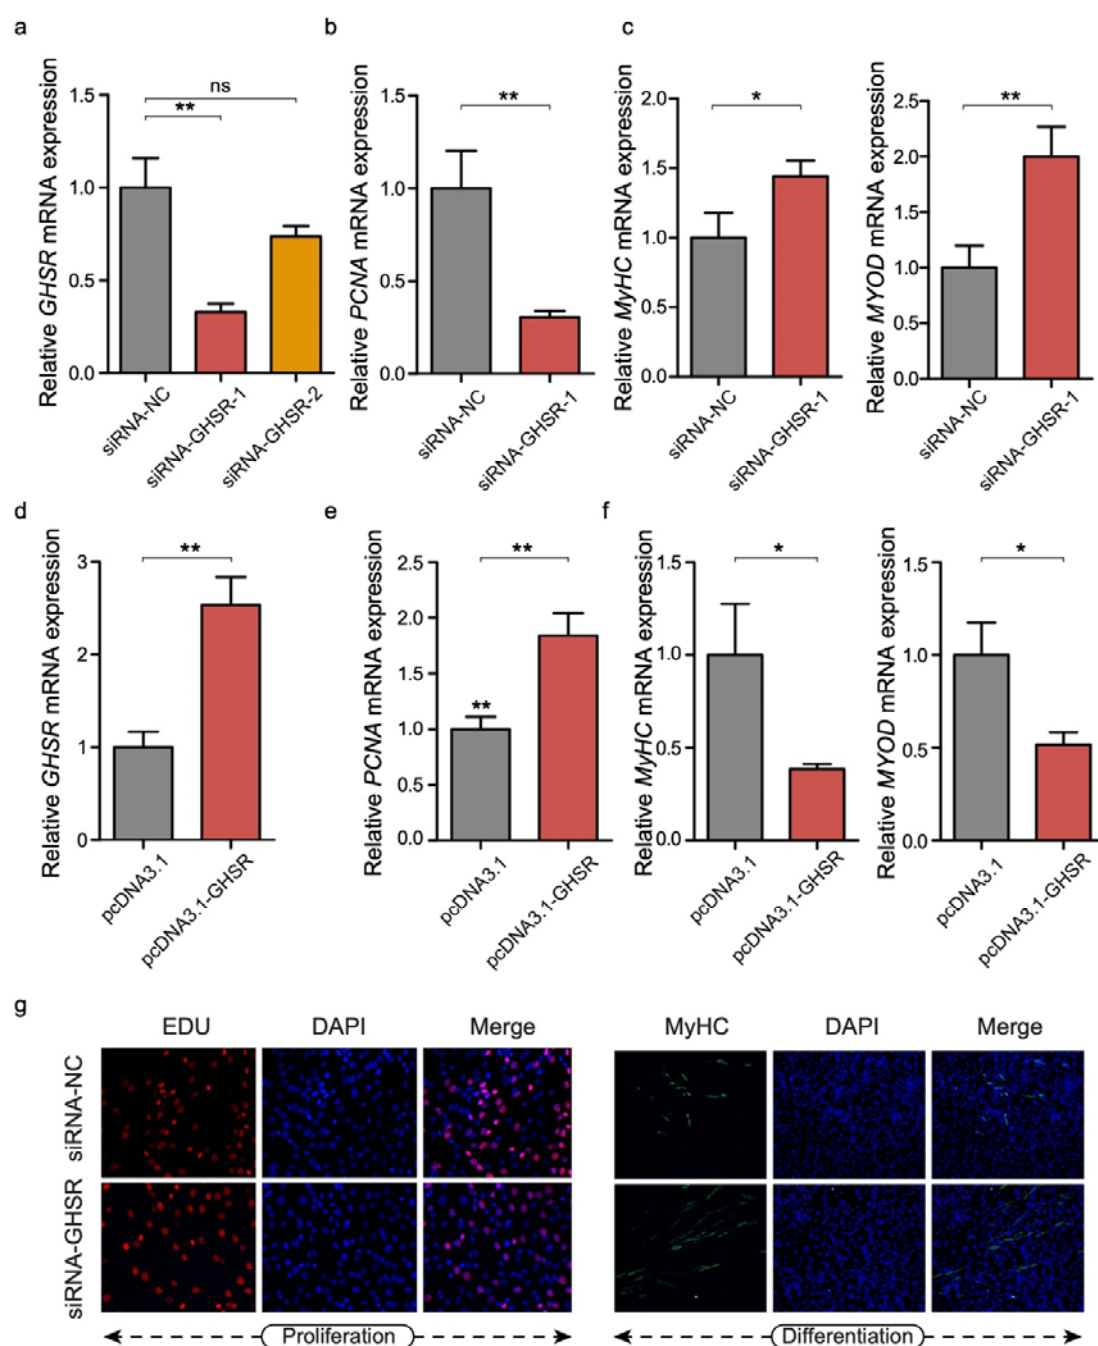 a
b
c
Relative GHSR mRNA expression
1.5
1.0
0.5
0.0
ns
**
siRNA-NC
siRNA-GHSR-1
siRNA-GHSR-2
Relative PCNA mRNA expression
1.5
1.0
0.5
0.0
**
siRNA-NC
siRNA-GHSR-1
Relative MyHC mRNA expression
2.0
1.5
1.0
0.5
0.0
*
siRNA-NC
siRNA-GHSR-1
Relative MYOD mRNA expression
2.5
2.0
1.5
1.0
0.5
0.0
**
siRNA-NC
siRNA-GHSR-1
d
e
f
Relative GHSR mRNA expression
3
2
1
0
**
pcDNA3.1
pcDNA3.1-GHSR
Relative PCNA mRNA expression
2.5
2.0
1.5
1.0
0.5
0.0
**
**
pcDNA3.1
pcDNA3.1-GHSR
Relative MyHC mRNA expression
1.5
1.0
0.5
0.0
*
pcDNA3.1
pcDNA3.1-GHSR
Relative MYOD mRNA expression
1.5
1.0
0.5
0.0
*
pcDNA3.1
pcDNA3.1-GHSR
g
EDU DAPI Merge MyHC DAPI Merge
siRNA-NC
siRNA-GHSR
Proliferation Differentiation